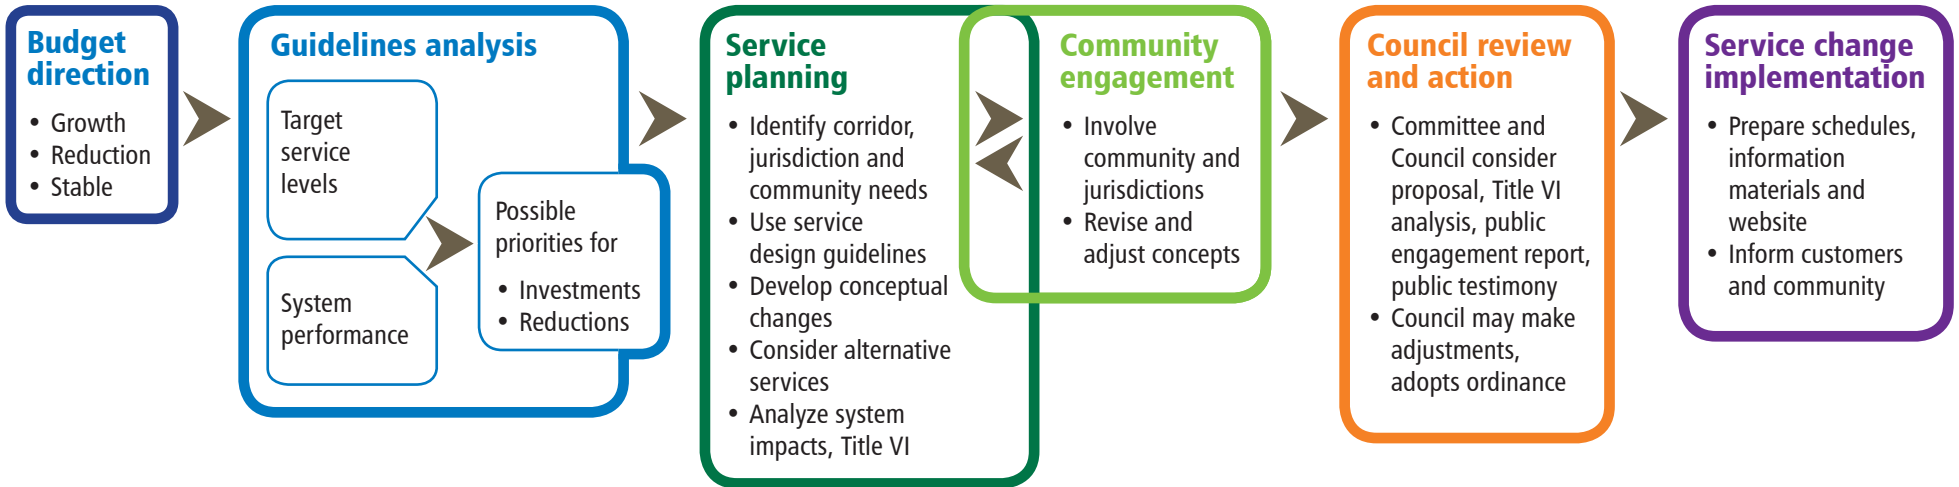 Budget
direction
• Growth
• Reduction
• Stable
Guidelines analysis
Target
service
levels
System
performance
Possible
priorities for
• Investments
• Reductions
Service
planning
• Identify corridor,
jurisdiction and
community needs
• Use service
design guidelines
• Develop conceptual
changes
• Consider alternative
services
• Analyze system
impacts, Title VI
Community
engagement
• Involve
community and
jurisdictions
• Revise and
adjust concepts
Council review
and action
• Committee and
Council consider
proposal, Title VI
analysis, public
engagement report,
public testimony
• Council may make
adjustments,
adopts ordinance
Service change
implementation
• Prepare schedules,
information
materials and
website
• Inform customers
and community